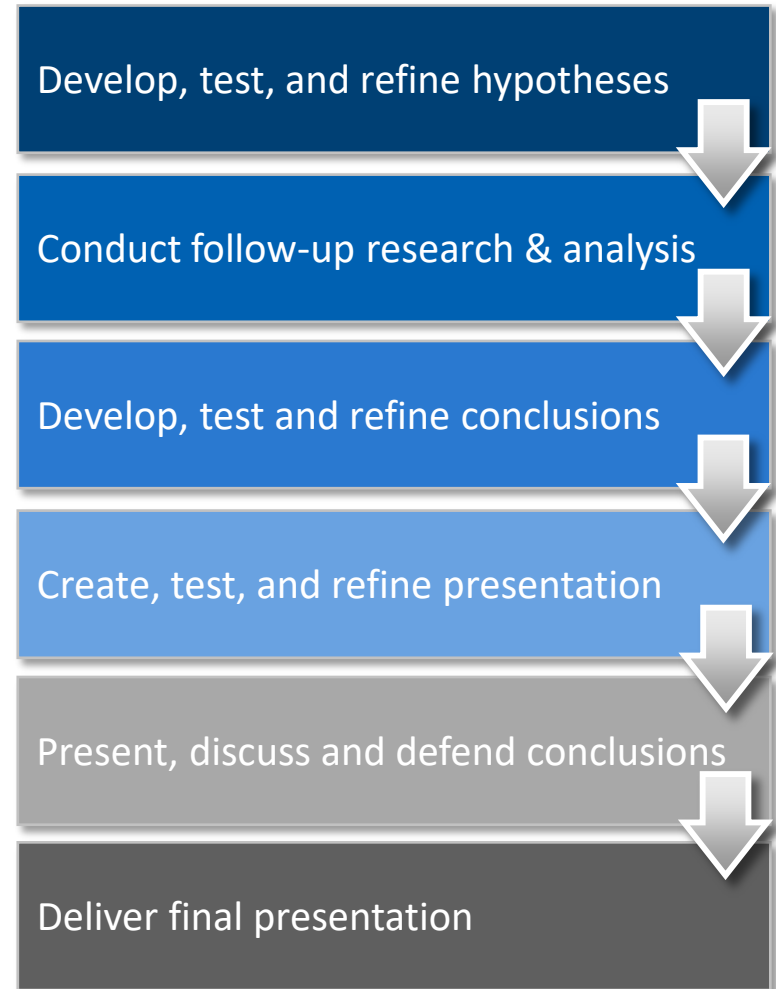 Develop, test, and refine hypotheses
Conduct follow-up research & analysis
Develop, test and refine conclusions
Create, test, and refine presentation
Present, discuss and defend conclusions
Deliver final presentation